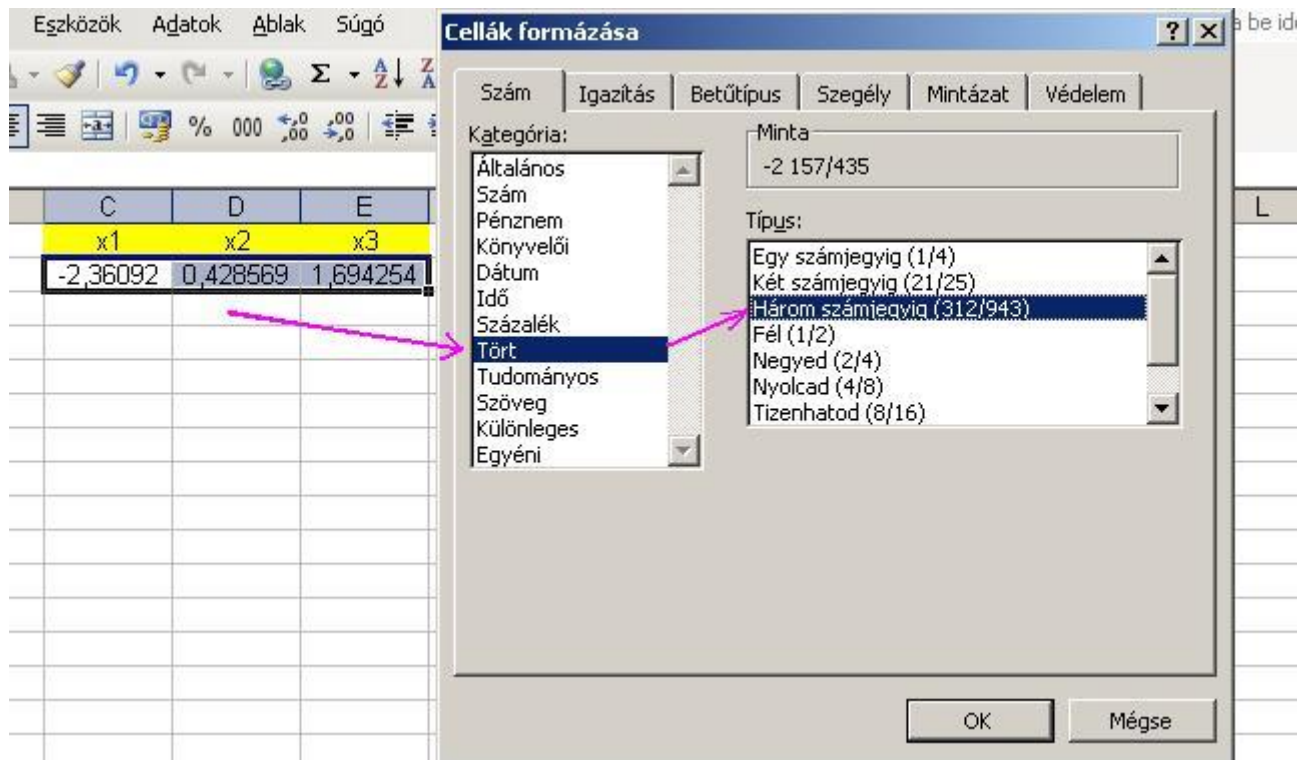 Eszközök Adatok Ablak Súgó
% 000 ,00 ,00
C D E L
x1 x2 x3
-2,36092 0,428569 1,694254
Cellák formázása
Szám Igazítás Betűtípus Szegély Mintázat Védelem
Kategória:
Általános
Szám
Pénznem
Könyvelői
Dátum
Idő
Százalék
Tört
Tudományos
Szöveg
Különleges
Egyéni
Minta
-2 157/435
Típus:
Egy számjegyig (1/4)
Két számjegyig (21/25)
Három számjegyig (312/943)
Fél (1/2)
Negyed (2/4)
Nyolcad (4/8)
Tizenhatod (8/16)
OK Mégse